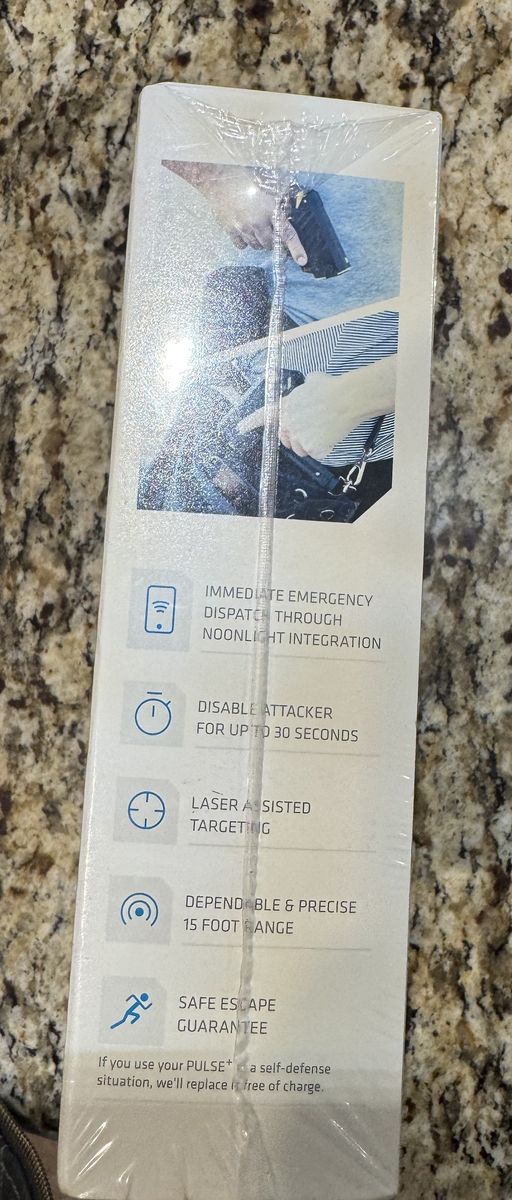 IMMEDIATE EMERGENCY
DISPATCH THROUGH
NOONLIGHT INTEGRATION
DISABLE ATTACKER
FOR UP TO 30 SECONDS
LASER ASSISTED
TARGETING
DEPENDABLE & PRECISE
15 FOOT RANGE
SAFE ESCAPE
GUARANTEE
If you use your PULSE+ a self-defense
situation, we'll replace it free of charge.